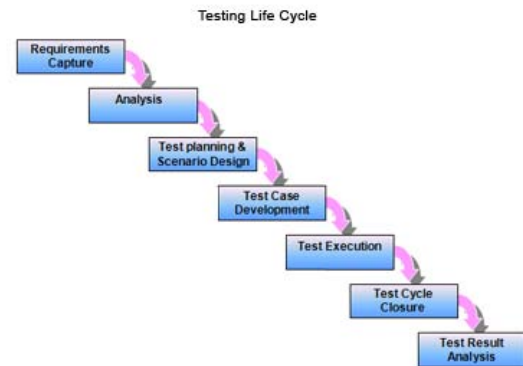 Testing Life Cycle
Requirements
Capture
Analysis
Test planning &
Scenario Design
Test Case
Development
Test Execution
Test Cycle
Closure
Test Result
Analysis